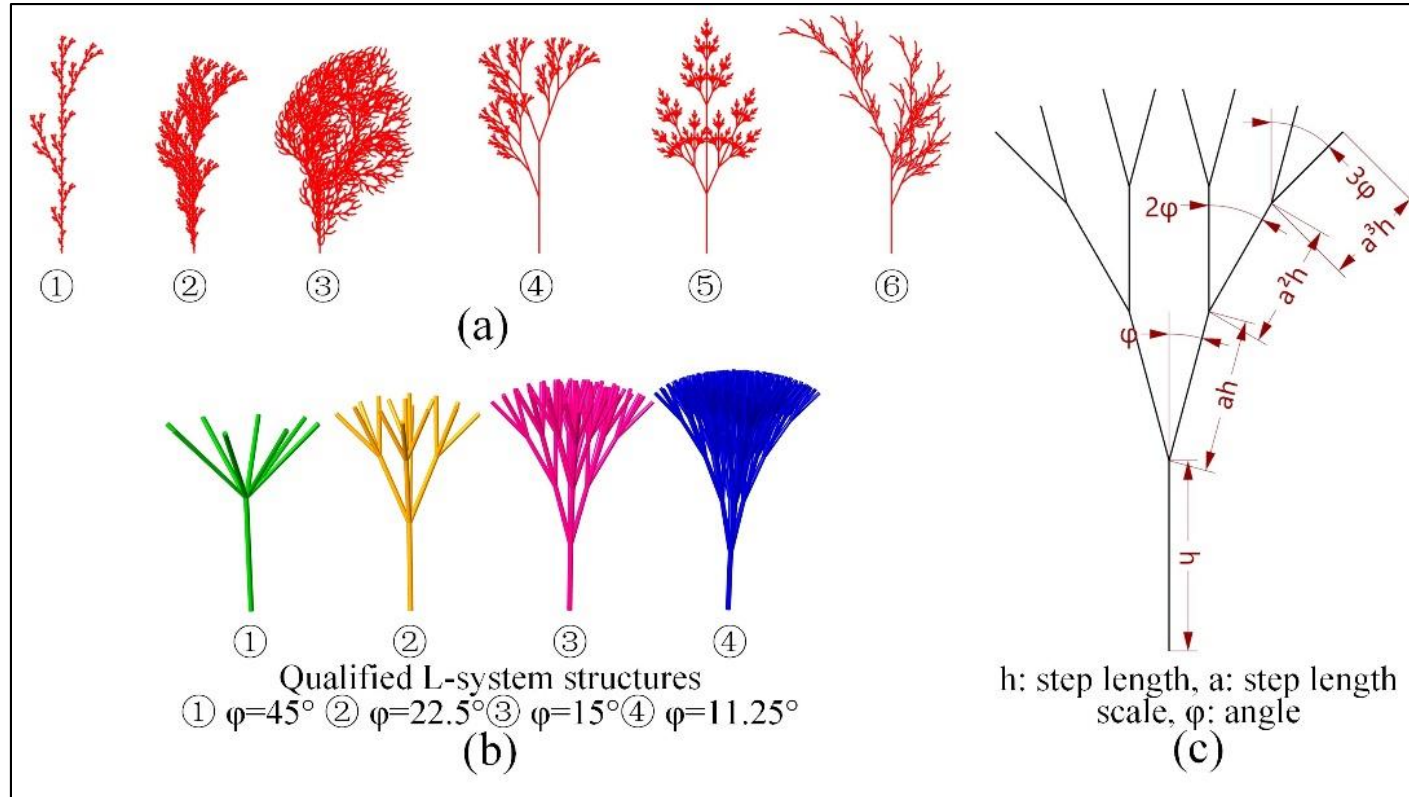 ① ② ③ ④ ⑤ ⑥
(a)
① ② ③ ④
Qualified L-system structures
① φ=45° ② φ=22.5°③ φ=15°④ φ=11.25°
(b)
3φ
a³h
2φ
a²h
φ
ah
h
h: step length, a: step length
scale, φ: angle
(c)